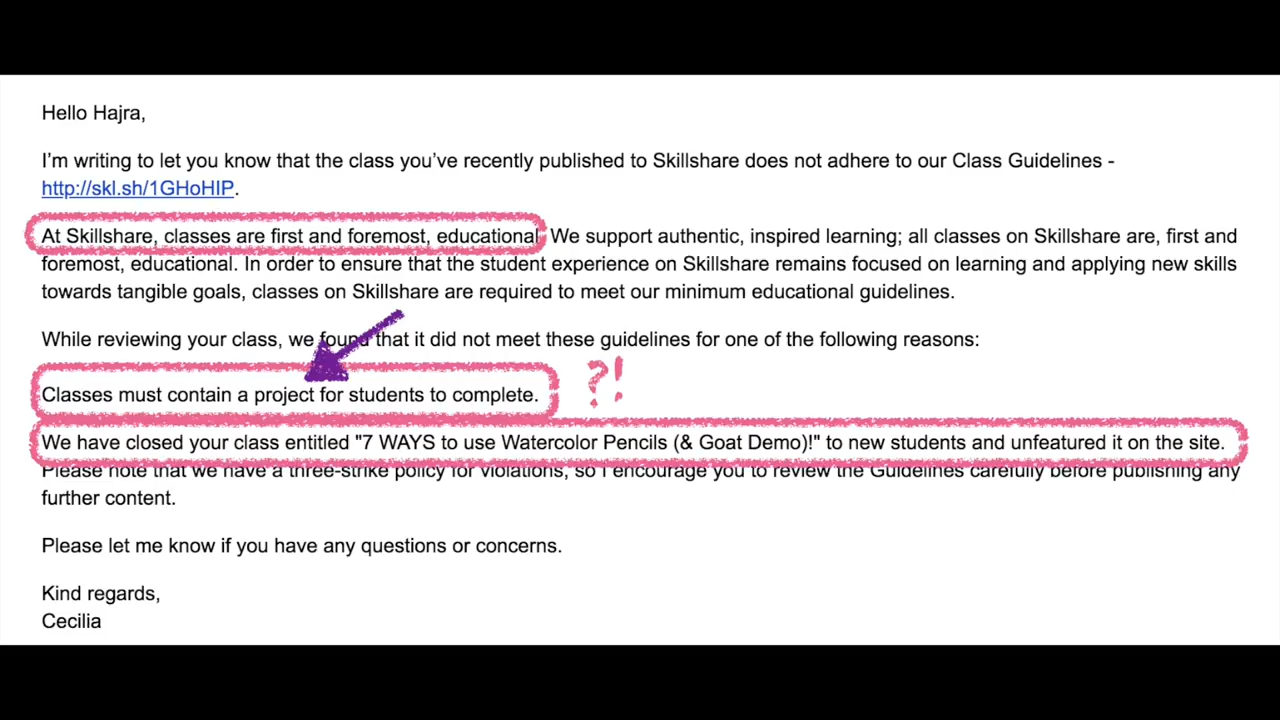 Hello Hajra,
I'm writing to let you know that the class you've recently published to Skillshare does not adhere to our Class Guidelines -
http://skl.sh/1GHoHIP.
At Skillshare, classes are first and foremost, educational. We support authentic, inspired learning; all classes on Skillshare are, first and
foremost, educational. In order to ensure that the student experience on Skillshare remains focused on learning and applying new skills
towards tangible goals, classes on Skillshare are required to meet our minimum educational guidelines.
While reviewing your class, we found that it did not meet these guidelines for one of the following reasons:
Classes must contain a project for students to complete. ?!
We have closed your class entitled "7 WAYS to use Watercolor Pencils (& Goat Demo)!" to new students and unfeatured it on the site.
Please note that we have a three-strike policy for violations, so I encourage you to review the Guidelines carefully before publishing any
further content.
Please let me know if you have any questions or concerns.
Kind regards,
Cecilia